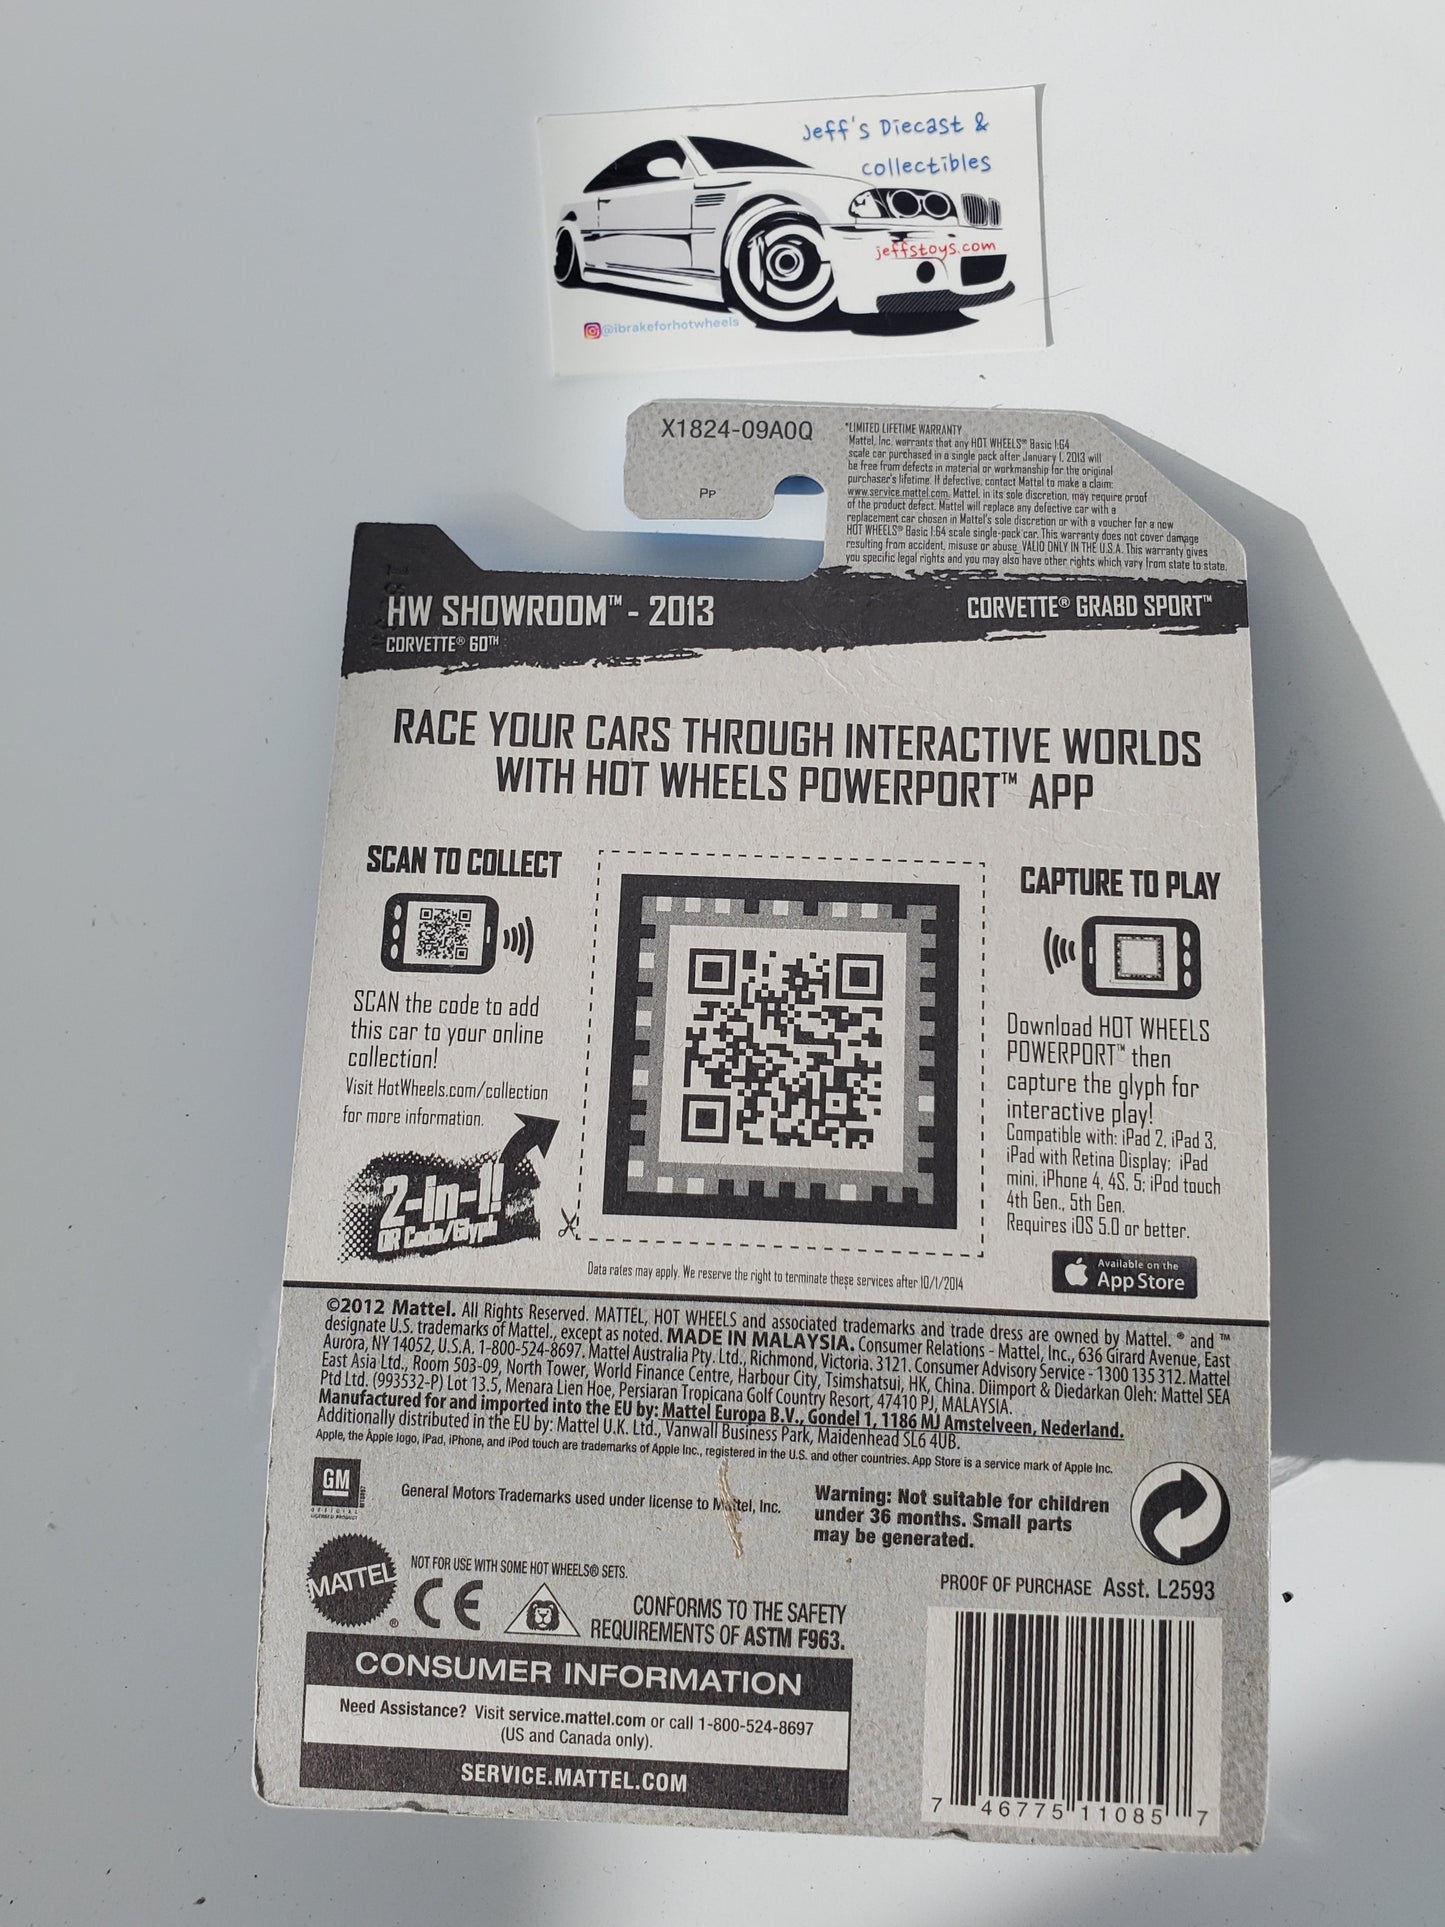 Jeff's Diecast &
collectibles
jeffstoys.com
@ibrakeforhotwheels
X1824-09A0Q
PP
*LIMITED LIFETIME WARRANTY
Mattel, Inc. warrants that any HOT WHEELS® Basic 1:64
scale car purchased in a single pack after January 1, 2013 will
be free from defects in material or workmanship for the original
purchaser's lifetime. If defective, contact Mattel to make a claim:
www.service.mattel.com. Mattel, in its sole discretion, may require proof
of the product defect. Mattel will replace any defective car with a
replacement car chosen in Mattel's sole discretion or with a voucher for a new
HOT WHEELS® Basic 1:64 scale single-pack car. This warranty does not cover damage
resulting from accident, misuse or abuse. VALID ONLY IN THE U.S.A. This warranty gives
you specific legal rights and you may also have other rights which vary from state to state.
HW SHOWROOM™ - 2013
CORVETTE® 60TH
CORVETTE® GRABD SPORT™
RACE YOUR CARS THROUGH INTERACTIVE WORLDS
WITH HOT WHEELS POWERPORT™ APP
SCAN TO COLLECT
SCAN the code to add
this car to your online
collection!
Visit HotWheels.com/collection
for more information.
2-in-1!
QR Code/Glyph
CAPTURE TO PLAY
Download HOT WHEELS
POWERPORT™ then
capture the glyph for
interactive play!
Compatible with: iPad 2, iPad 3,
iPad with Retina Display; iPad
mini, iPhone 4, 4S, 5; iPod touch
4th Gen., 5th Gen.
Requires iOS 5.0 or better.
Available on the
App Store
Data rates may apply. We reserve the right to terminate these services after 10/1/2014
©2012 Mattel. All Rights Reserved. MATTEL, HOT WHEELS and associated trademarks and trade dress are owned by Mattel. ® and ™
designate U.S. trademarks of Mattel., except as noted. MADE IN MALAYSIA. Consumer Relations - Mattel, Inc., 636 Girard Avenue, East
Aurora, NY 14052, U.S.A. 1-800-524-8697. Mattel Australia Pty. Ltd., Richmond, Victoria. 3121. Consumer Advisory Service - 1300 135 312. Mattel
East Asia Ltd., Room 503-09, North Tower, World Finance Centre, Harbour City, Tsimshatsui, HK, China. Diimport & Diedarkan Oleh: Mattel SEA
Ptd Ltd. (993532-P) Lot 13.5, Menara Lien Hoe, Persiaran Tropicana Golf Country Resort, 47410 PJ, MALAYSIA.
Manufactured for and imported into the EU by: Mattel Europa B.V., Gondel 1, 1186 MJ Amstelveen, Nederland.
Additionally distributed in the EU by: Mattel U.K. Ltd., Vanwall Business Park, Maidenhead SL6 4UB.
Apple, the Apple logo, iPad, iPhone, and iPod touch are trademarks of Apple Inc., registered in the U.S. and other countries. App Store is a service mark of Apple Inc.
GM
OFFICIAL
LICENSED PRODUCT
General Motors Trademarks used under license to Mattel, Inc.
Warning: Not suitable for children
under 36 months. Small parts
may be generated.
MATTEL
®
NOT FOR USE WITH SOME HOT WHEELS® SETS.
CE
CONFORMS TO THE SAFETY
REQUIREMENTS OF ASTM F963.
PROOF OF PURCHASE Asst. L2593
CONSUMER INFORMATION
Need Assistance? Visit service.mattel.com or call 1-800-524-8697
(US and Canada only).
SERVICE.MATTEL.COM
7 46775 11085 7